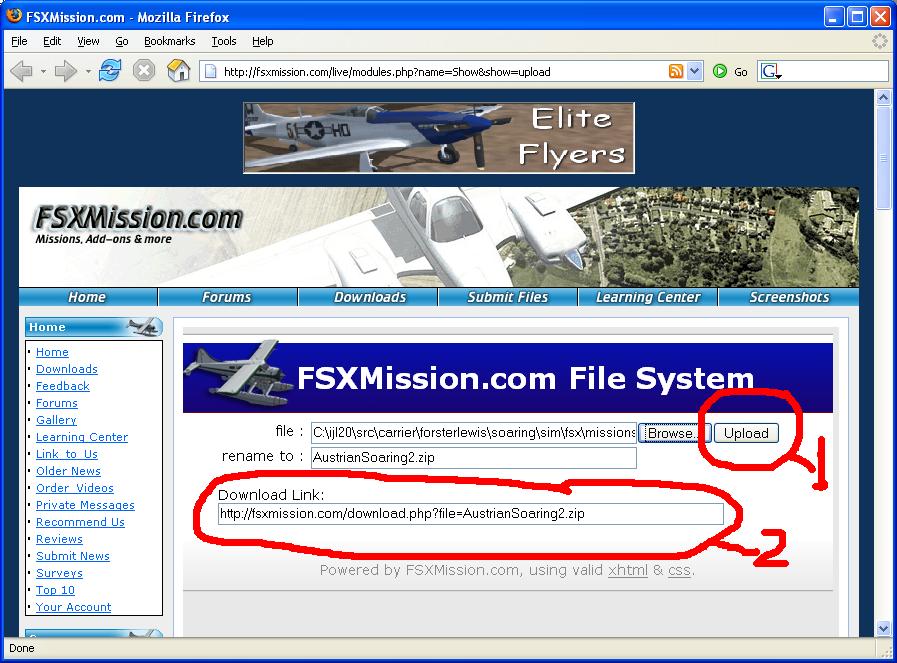 FSXMission.com - Mozilla Firefox
File Edit View Go Bookmarks Tools Help
http://fsxmission.com/live/modules.php?name=Show&show=upload Go G
51 HO
Elite
Flyers
FSXMission.com
Missions, Add-ons & more
Home Forums Downloads Submit Files Learning Center Screenshots
Home
Home
Downloads
Feedback
Forums
Gallery
Learning Center
Link to Us
Older News
Order Videos
Private Messages
Recommend Us
Reviews
Submit News
Surveys
Top 10
Your Account
FSXMission.com File System
file : C:\ijl20\src\carrier\forsterlewis\soaring\sim\fsx\missions Browse... Upload
1
rename to : AustrianSoaring2.zip
Download Link:
http://fsxmission.com/download.php?file=AustrianSoaring2.zip
2
Powered by FSXMission.com, using valid xhtml & css.
Done